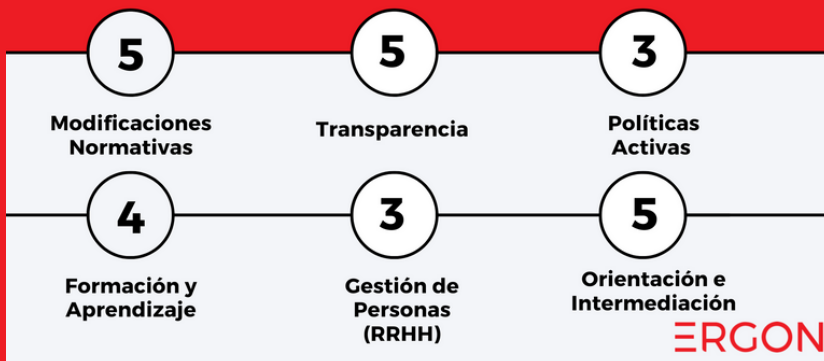 5
5
3
Modificaciones
Normativas
Transparencia
Políticas
Activas
4
3
5
Formación y
Aprendizaje
Gestión de
Personas
(RRHH)
Orientación e
Intermediación
ERGON